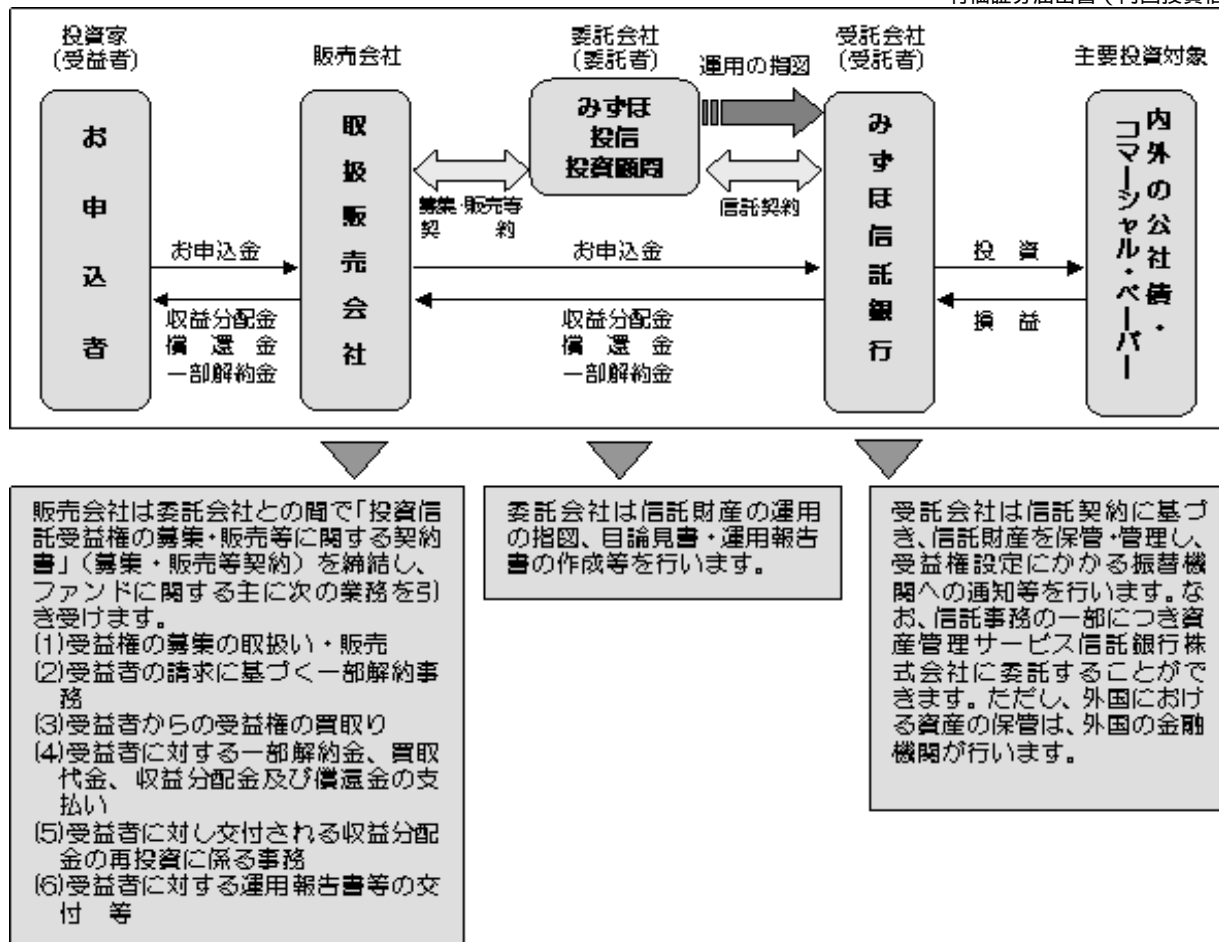 投資家
(受益者)
販売会社
委託会社
(委託者)
運用の指図
受託会社
(受託者)
主要投資対象
お申込者
取扱販売会社
みずほ
投信
投資顧問
みずほ信託銀行
内外の公社債・
コマーシャル・ペーパー
募集・販売等
契約
信託契約
お申込金
お申込金
投資
収益分配金
償還金
一部解約金
収益分配金
償還金
一部解約金
損益
販売会社は委託会社との間で「投資信
託受益権の募集・販売等に関する契約
書」(募集・販売等契約)を締結し、
ファンドに関する主に次の業務を引
き受けます。
(1)受益権の募集の取扱い・販売
(2)受益者の請求に基づく一部解約事
務
(3)受益者からの受益権の買取り
(4)受益者に対する一部解約金、買取
代金、収益分配金及び償還金の支
払い
(5)受益者に対し交付される収益分配
金の再投資に係る事務
(6)受益者に対する運用報告書等の交
付 等
委託会社は信託財産の運用
の指図、目論見書・運用報告
書の作成等を行います。
受託会社は信託契約に基づ
き、信託財産を保管・管理し、
受益権設定にかかる振替機
関への通知等を行います。な
お、信託事務の一部につき資
産管理サービス信託銀行株
式会社に委託することがで
きます。ただし、外国におけ
る資産の保管は、外国の金融
機関が行います。